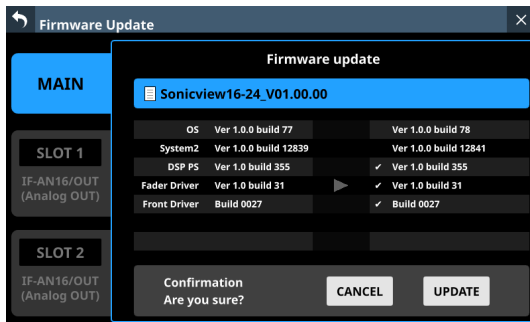 Firmware Update
Firmware update
MAIN
Sonicview16-24_V01.00.00
OS Ver 1.0.0 build 77 Ver 1.0.0 build 78
System2 Ver 1.0.0 build 12839 Ver 1.0.0 build 12841
DSP PS Ver 1.0 build 355 ✔ Ver 1.0 build 355
Fader Driver Ver 1.0 build 31 ✔ Ver 1.0 build 31
Front Driver Build 0027 ✔ Build 0027
SLOT 1
IF-AN16/OUT
(Analog OUT)
SLOT 2
IF-AN16/OUT
(Analog OUT)
Confirmation
Are you sure?
CANCEL
UPDATE